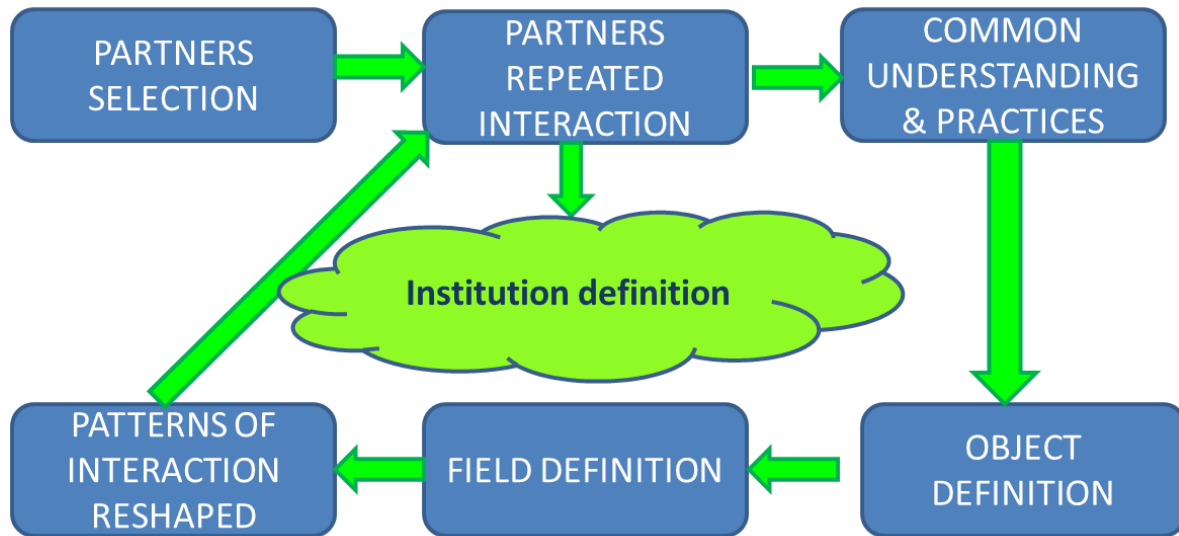 PARTNERS
SELECTION
PARTNERS
REPEATED
INTERACTION
COMMON
UNDERSTANDING
& PRACTICES
Institution definition
PATTERNS OF
INTERACTION
RESHAPED
FIELD DEFINITION
OBJECT
DEFINITION